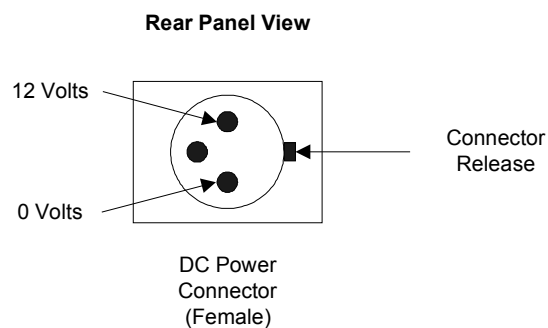 Rear Panel View
12 Volts
Connector
Release
0 Volts
DC Power
Connector
(Female)